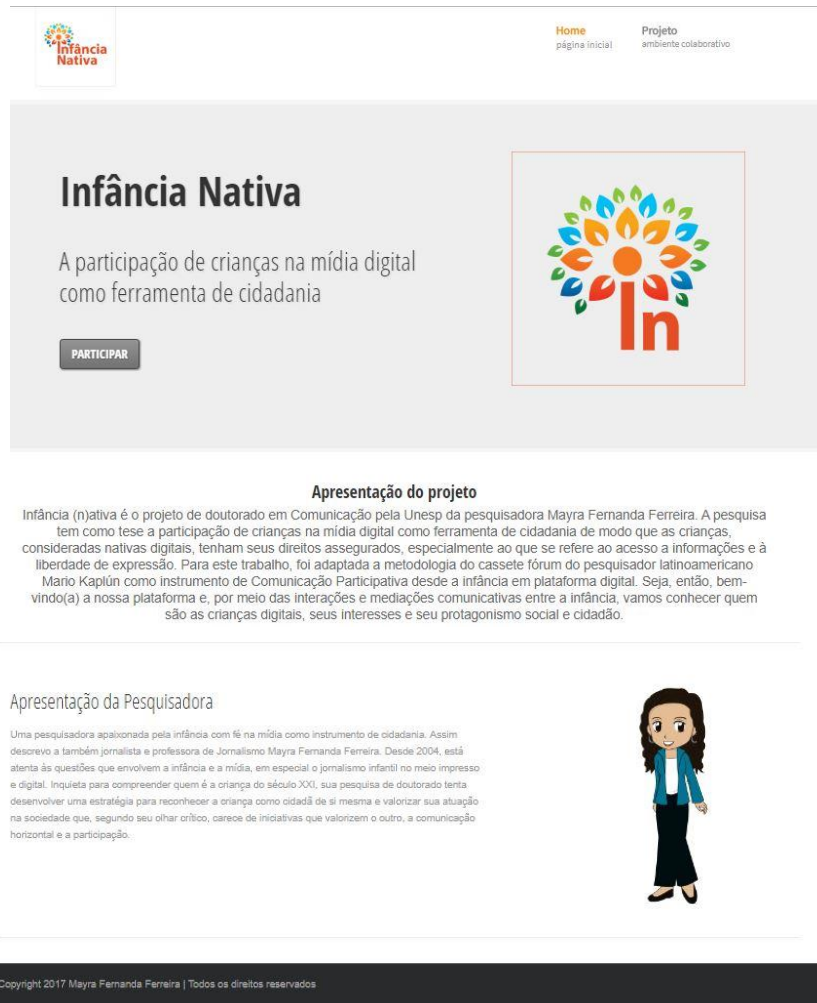 Infância
Nativa
Home
página inicial
Projeto
ambiente colaborativo
Infância Nativa
A participação de crianças na mídia digital
como ferramenta de cidadania
PARTICIPAR
In
Apresentação do projeto
Infância (n)ativa é o projeto de doutorado em Comunicação pela Unesp da pesquisadora Mayra Fernanda Ferreira. A pesquisa
tem como tese a participação de crianças na mídia digital como ferramenta de cidadania de modo que as crianças,
consideradas nativas digitais, tenham seus direitos assegurados, especialmente ao que se refere ao acesso a informações e à
liberdade de expressão. Para este trabalho, foi adaptada a metodologia do cassete fórum do pesquisador latinoamericano
Mario Kaplún como instrumento de Comunicação Participativa desde a infância em plataforma digital. Seja, então, bem-
vindo(a) a nossa plataforma e, por meio das interações e mediações comunicativas entre a infância, vamos conhecer quem
são as crianças digitais, seus interesses e seu protagonismo social e cidadão.
Apresentação da Pesquisadora
Uma pesquisadora apaixonada pela infância com fé na mídia como instrumento de cidadania. Assim
descrevo a também jornalista e professora de Jornalismo Mayra Fernanda Ferreira. Desde 2004, está
atenta às questões que envolvem a infância e a mídia, em especial o jornalismo infantil no meio impresso
e digital. Inquieta para compreender quem é a criança do século XXI, sua pesquisa de doutorado tenta
desenvolver uma estratégia para reconhecer a criança como cidadã de si mesma e valorizar sua atuação
na sociedade que, segundo seu olhar crítico, carece de iniciativas que valorizem o outro, a comunicação
horizontal e a participação.
Copyright 2017 Mayra Fernanda Ferreira | Todos os direitos reservados